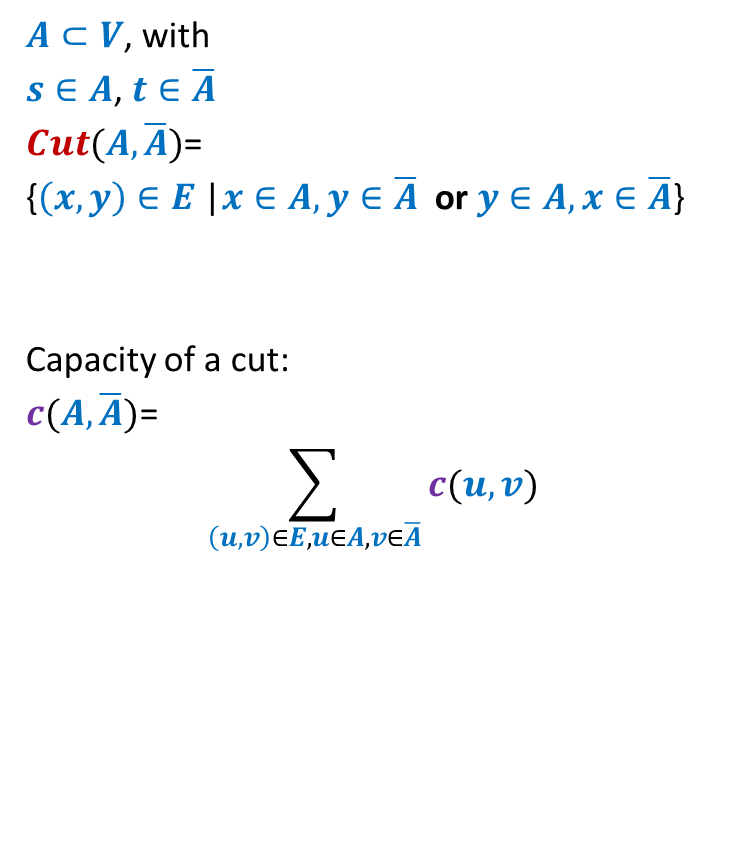 A ⊂ V, with
s ∈ A, t ∈ A̅
Cut(A, A̅)=
{(x, y) ∈ E | x ∈ A, y ∈ A̅ or y ∈ A, x ∈ A̅}
Capacity of a cut:
c(A, A̅)=
∑ c(u, v)
(u,v)∈E,u∈A,v∈A̅